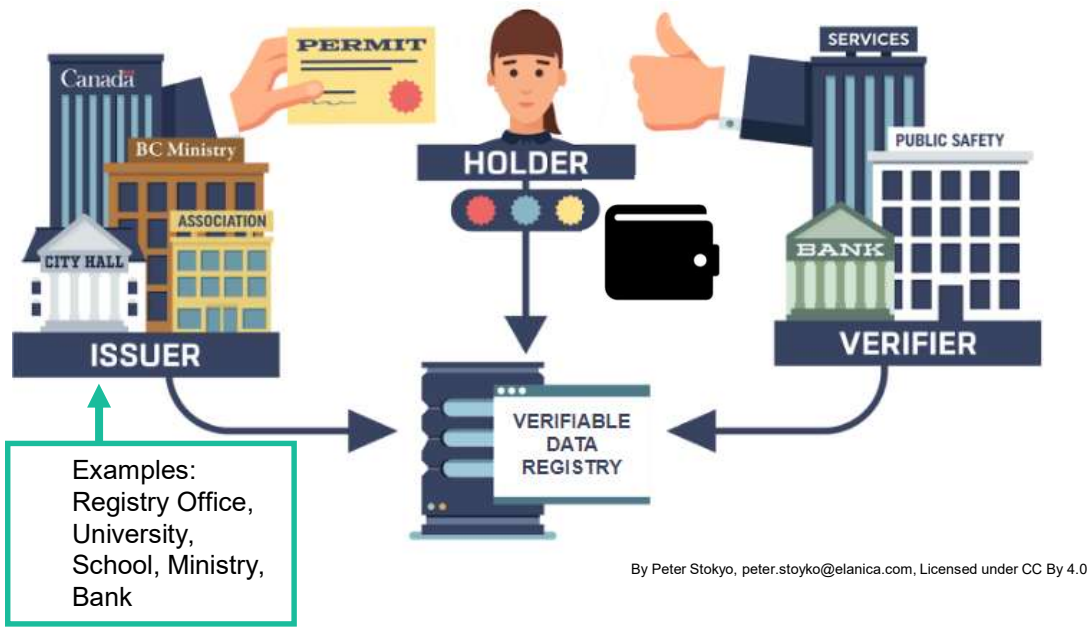 SERVICES
PERMIT
Canada
BC Ministry
PUBLIC SAFETY
HOLDER
ASSOCIATION
CITY HALL
BANK
ISSUER
VERIFIER
VERIFIABLE
DATA
REGISTRY
Examples:
Registry Office,
University,
School, Ministry,
Bank
By Peter Stokyo, peter.stoyko@elanica.com, Licensed under CC By 4.0